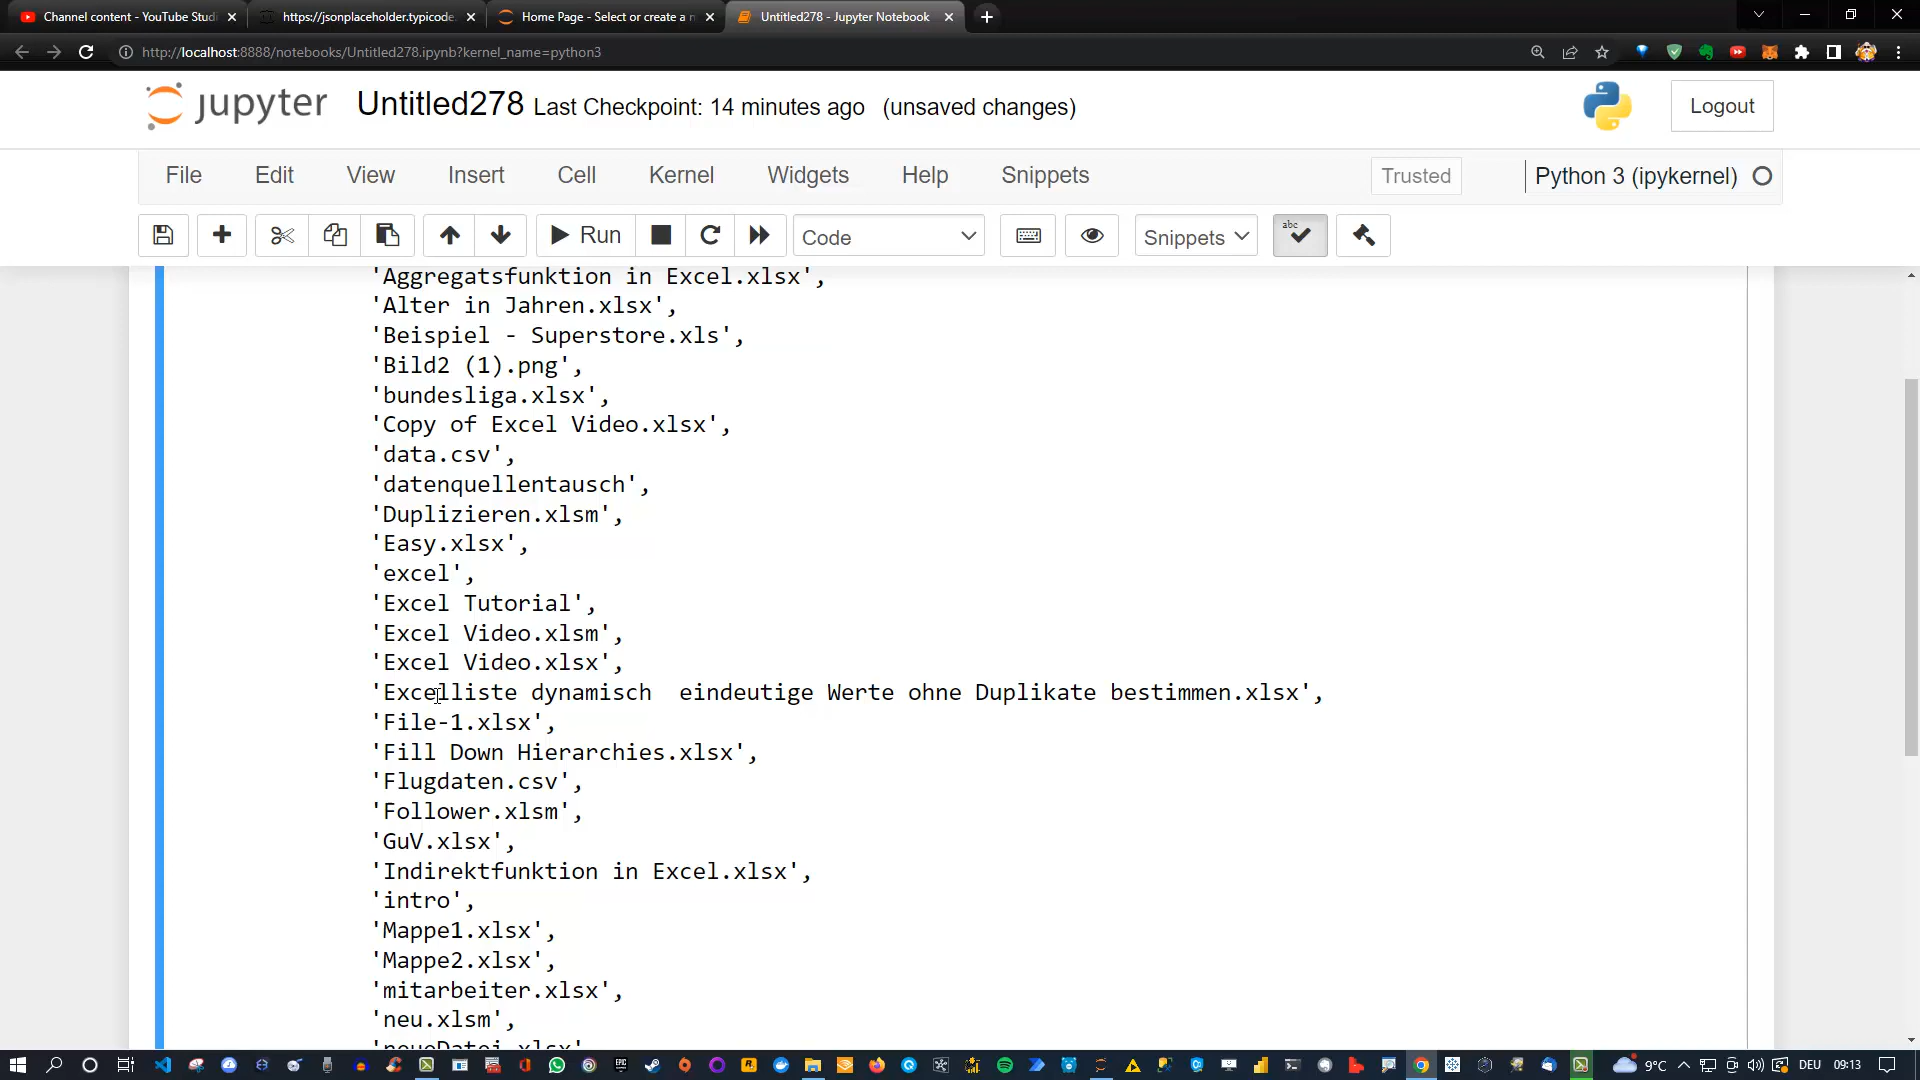 Channel content - YouTube Studi
https://jsonplaceholder.typicode.
Home Page - Select or create a n
Untitled278 - Jupyter Notebook
http://localhost:8888/notebooks/Untitled278.ipynb?kernel_name=python3
jupyter
Untitled278
Last Checkpoint: 14 minutes ago
(unsaved changes)
Logout
File
Edit
View
Insert
Cell
Kernel
Widgets
Help
Snippets
Trusted
Python 3 (ipykernel)
Run
Code
Snippets
abc
'Aggregatsfunktion in Excel.xlsx',
'Alter in Jahren.xlsx',
'Beispiel - Superstore.xls',
'Bild2 (1).png',
'bundesliga.xlsx',
'Copy of Excel Video.xlsx',
'data.csv',
'datenquellentausch',
'Duplizieren.xlsm',
'Easy.xlsx',
'excel',
'Excel Tutorial',
'Excel Video.xlsm',
'Excel Video.xlsx',
'Excelliste dynamisch  eindeutige Werte ohne Duplikate bestimmen.xlsx',
'File-1.xlsx',
'Fill Down Hierarchies.xlsx',
'Flugdaten.csv',
'Follower.xlsm',
'GuV.xlsx',
'Indirektfunktion in Excel.xlsx',
'intro',
'Mappe1.xlsx',
'Mappe2.xlsx',
'mitarbeiter.xlsx',
'neu.xlsm',
'neueDatei.xlsx'
9°C
DEU
09:13